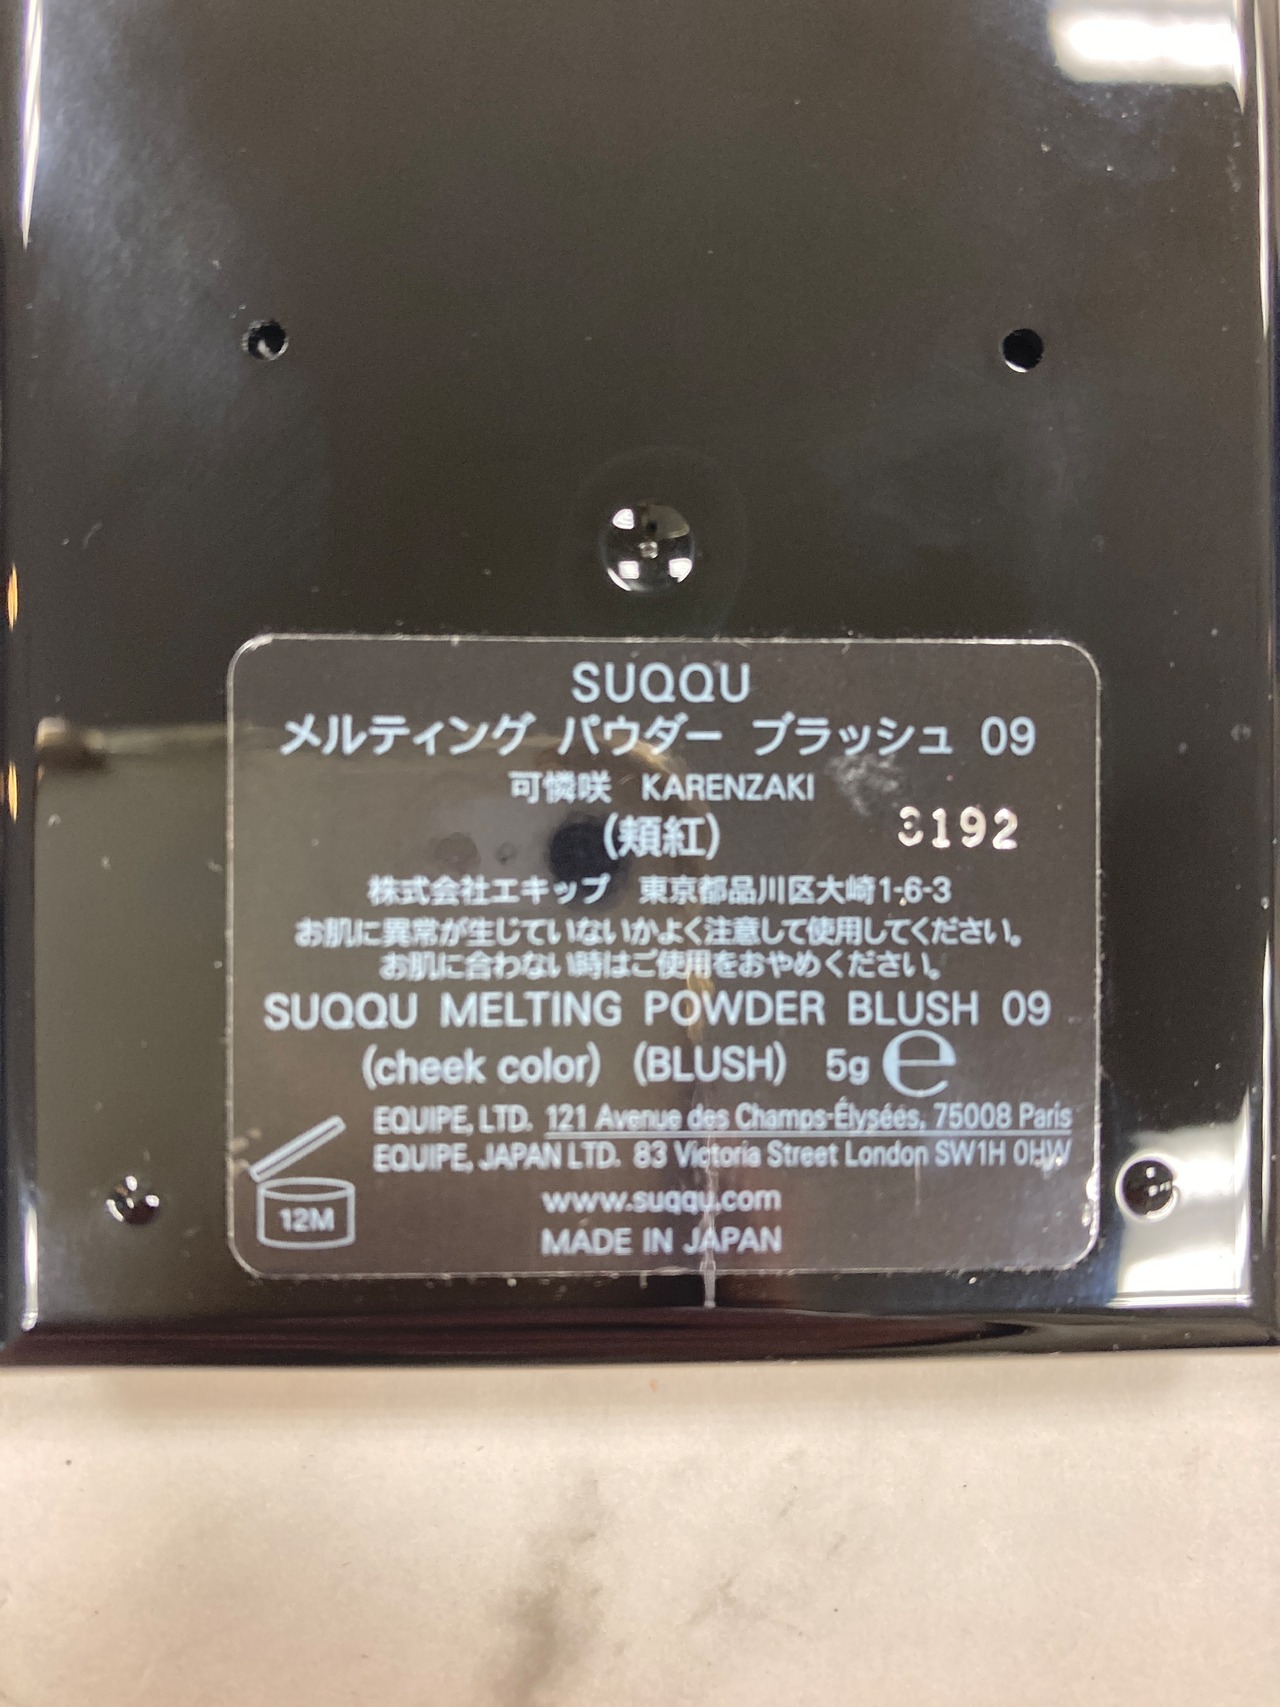 SUQQU
メルティング パウダー ブラッシュ 09
可憐咲 KARENZAKI
(頬紅)
3192
株式会社エキップ 東京都品川区大崎1-6-3
お肌に異常が生じていないかよく注意して使用してください。
お肌に合わない時はご使用をおやめください。
SUQQU MELTING POWDER BLUSH 09
(cheek color) (BLUSH) 5g ℮
EQUIPE, LTD. 121 Avenue des Champs-Élysées, 75008 Paris
EQUIPE, JAPAN LTD. 83 Victoria Street London SW1H 0HW
12M
www.suqqu.com
MADE IN JAPAN